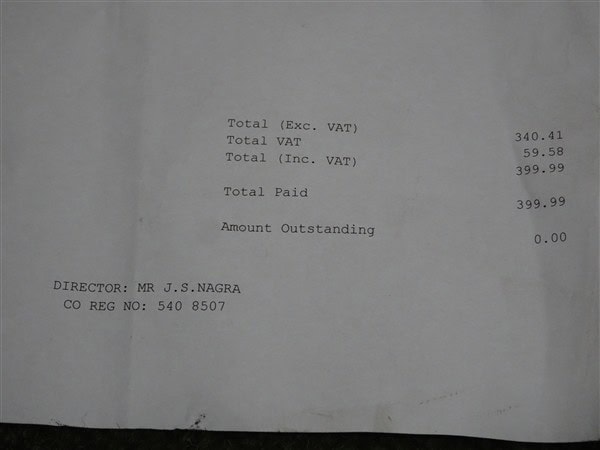 Total (Exc. VAT) 340.41
Total VAT 59.58
Total (Inc. VAT) 399.99
Total Paid 399.99
Amount Outstanding 0.00
DIRECTOR: MR J.S.NAGRA
CO REG NO: 540 8507